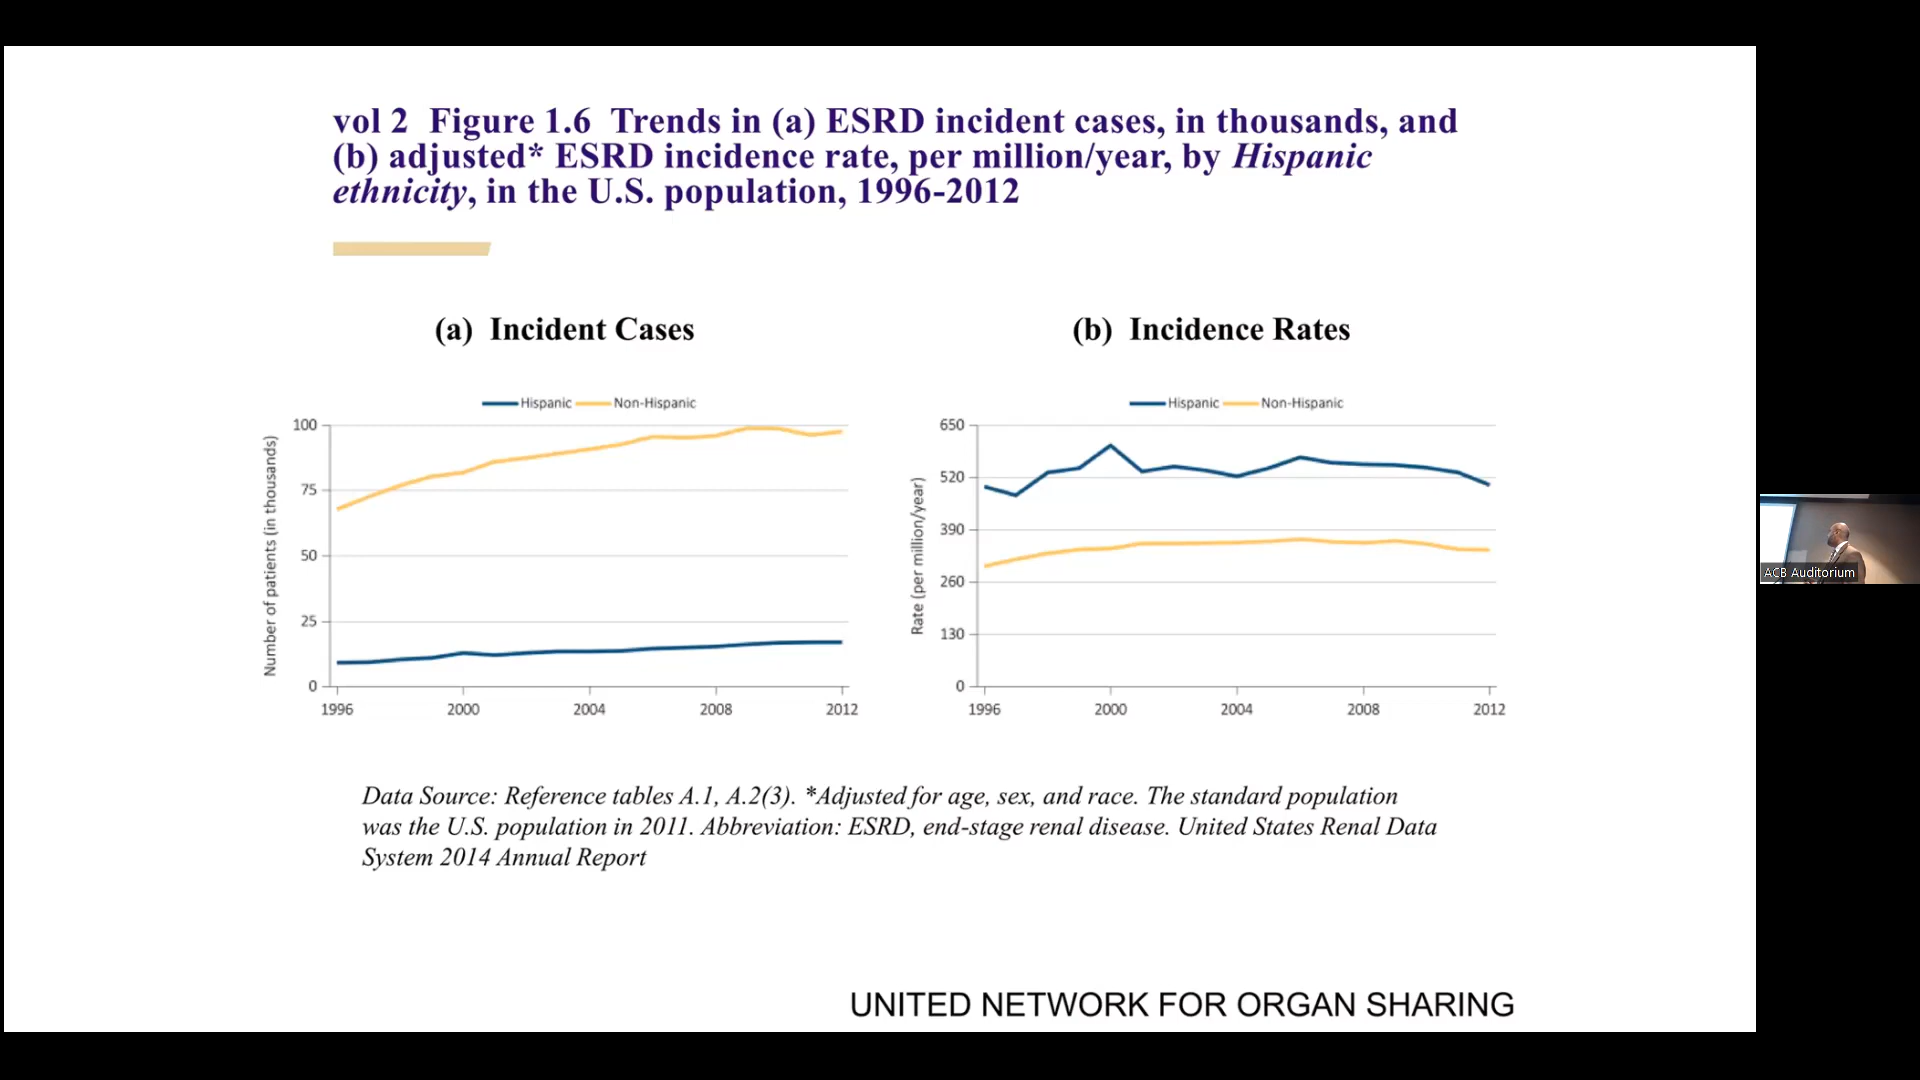 vol 2 Figure 1.6 Trends in (a) ESRD incident cases, in thousands, and
(b) adjusted* ESRD incidence rate, per million/year, by Hispanic
ethnicity, in the U.S. population, 1996-2012
(a) Incident Cases
Hispanic Non-Hispanic
Number of patients (in thousands)
100
75
50
25
0
1996 2000 2004 2008 2012
(b) Incidence Rates
Hispanic Non-Hispanic
Rate (per million/year)
650
520
390
260
130
0
1996 2000 2004 2008 2012
Data Source: Reference tables A.1, A.2(3). *Adjusted for age, sex, and race. The standard population
was the U.S. population in 2011. Abbreviation: ESRD, end-stage renal disease. United States Renal Data
System 2014 Annual Report
UNITED NETWORK FOR ORGAN SHARING
ACB Auditorium